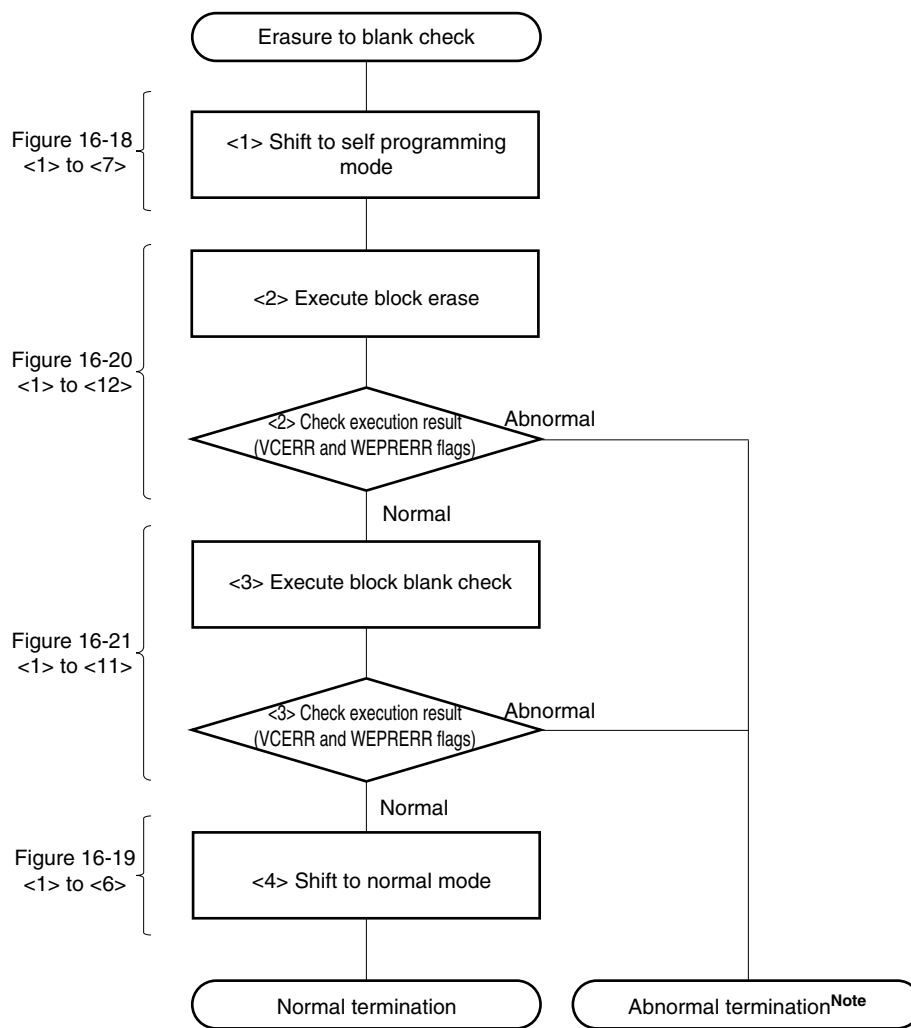 Erasure to blank check
Figure 16-18
<1> to <7>
<1> Shift to self programming
mode
Figure 16-20
<1> to <12>
<2> Execute block erase
<2> Check execution result
(VCERR and WEPRERR flags)
Abnormal
Normal
Figure 16-21
<1> to <11>
<3> Execute block blank check
<3> Check execution result
(VCERR and WEPRERR flags)
Abnormal
Normal
Figure 16-19
<1> to <6>
<4> Shift to normal mode
Normal termination
Abnormal termination Note